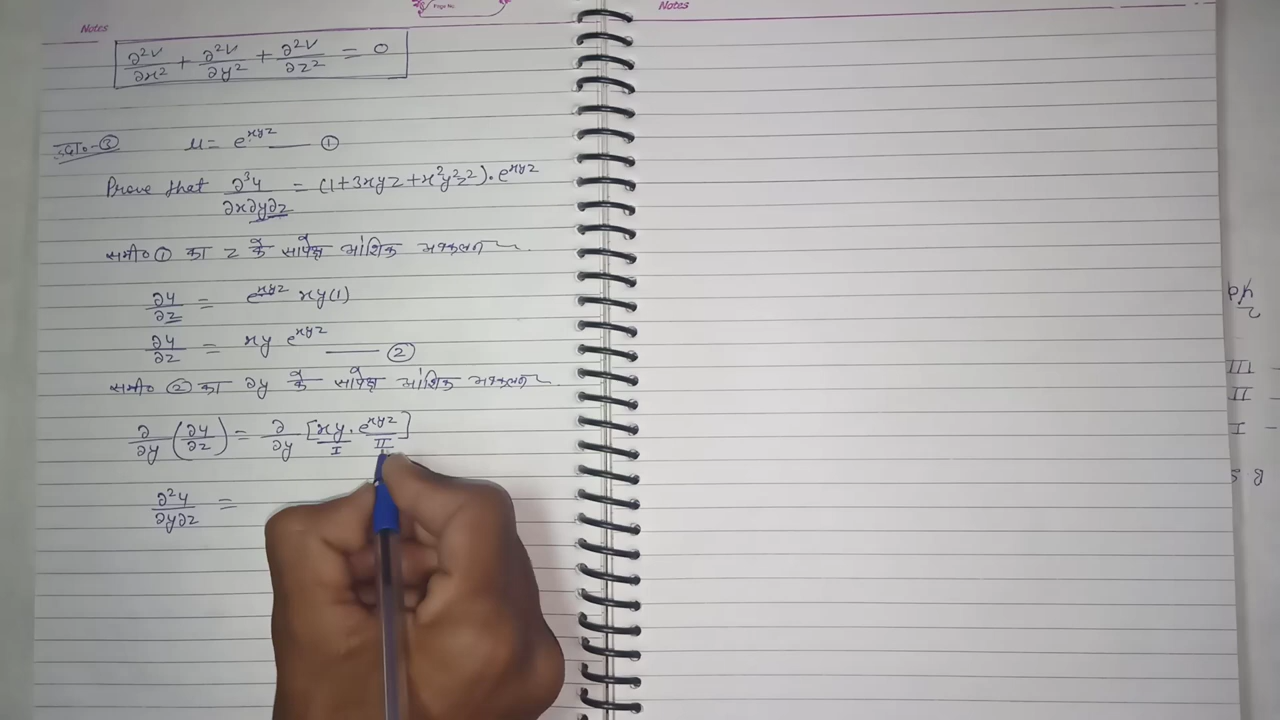 Notes
Page No.
Notes
∂²V/∂x² + ∂²V/∂y² + ∂²V/∂z² = 0
उदा०-③ u = e^xyz —— ①
Prove that ∂³u/∂x∂y∂z = (1+3xyz+x²y²z²).e^xyz
समी० ① का z के सापेक्ष आंशिक अवकलन
∂u/∂z = e^xyz xy(1)
∂u/∂z = xy e^xyz —— ②
समी० ② का ∂y के सापेक्ष आंशिक अवकलन
∂/∂y (∂u/∂z) = ∂/∂y [xy . e^xyz]
I II
∂²u/∂y∂z =